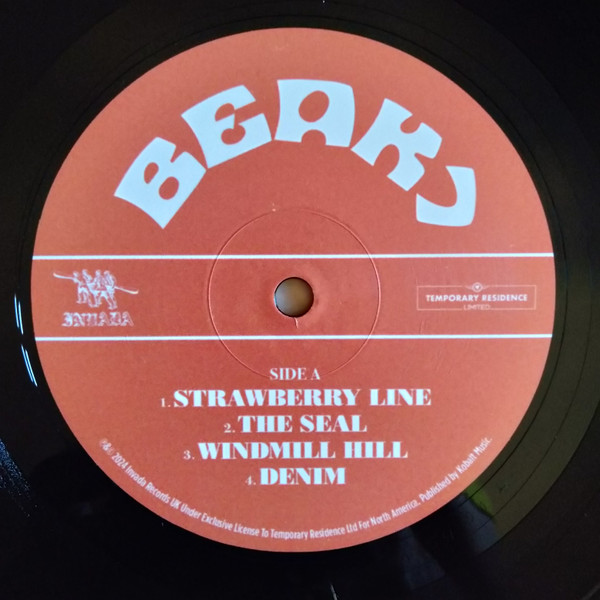 BEAK>
INVADA
TEMPORARY RESIDENCE
LIMITED
SIDE A
1. STRAWBERRY LINE
2. THE SEAL
3. WINDMILL HILL
4. DENIM
℗&© 2024 Invada Records UK Under Exclusive License To Temporary Residence Ltd For North America. Published by Kobalt Music.